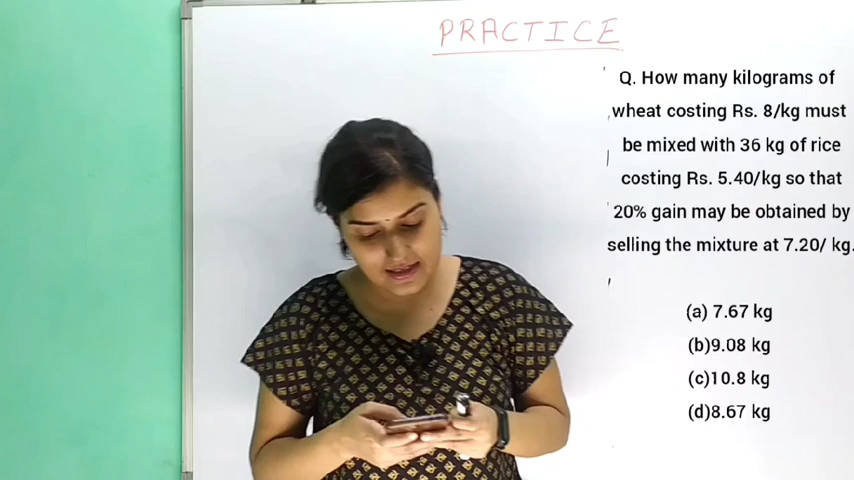 PRACTICE
Q. How many kilograms of
wheat costing Rs. 8/kg must
be mixed with 36 kg of rice
costing Rs. 5.40/kg so that
20% gain may be obtained by
selling the mixture at 7.20/ kg.
(a) 7.67 kg
(b)9.08 kg
(c)10.8 kg
(d)8.67 kg